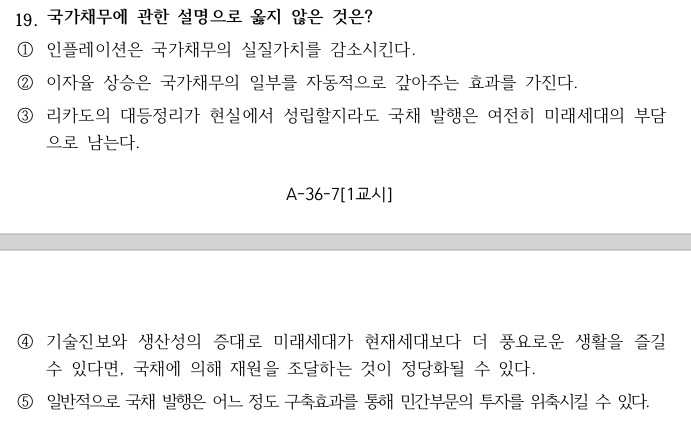 19. 국가채무에 관한 설명으로 옳지 않은 것은?
① 인플레이션은 국가채무의 실질가치를 감소시킨다.
② 이자율 상승은 국가채무의 일부를 자동적으로 갚아주는 효과를 가진다.
③ 리카도의 대등정리가 현실에서 성립할지라도 국채 발행은 여전히 미래세대의 부담
으로 남는다.
A-36-7[1교시]
④ 기술진보와 생산성의 증대로 미래세대가 현재세대보다 더 풍요로운 생활을 즐길
수 있다면, 국채에 의해 재원을 조달하는 것이 정당화될 수 있다.
⑤ 일반적으로 국채 발행은 어느 정도 구축효과를 통해 민간부문의 투자를 위축시킬 수 있다.